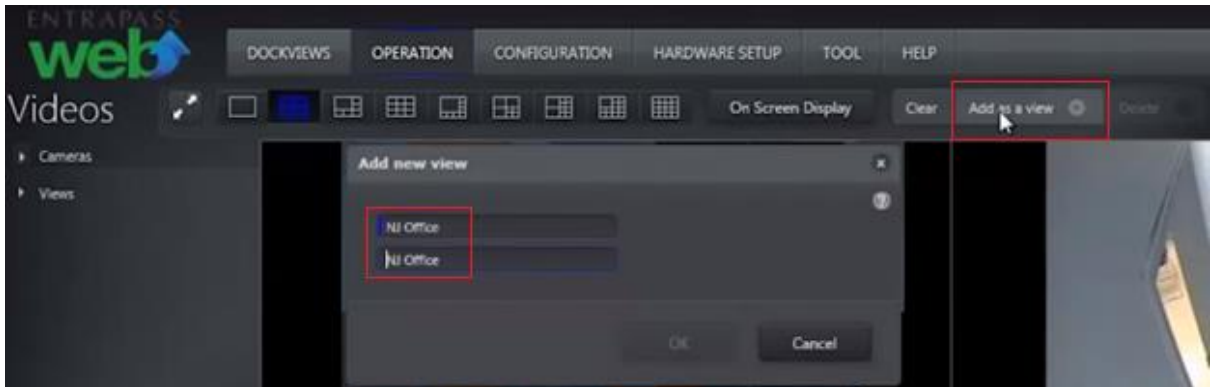 ENTRAPASS
web
DOCKVIEWS OPERATION CONFIGURATION HARDWARE SETUP TOOL HELP
Videos On Screen Display Clear Add as a view Delete
Cameras
Views
Add new view
NJ Office
NJ Office
OK Cancel